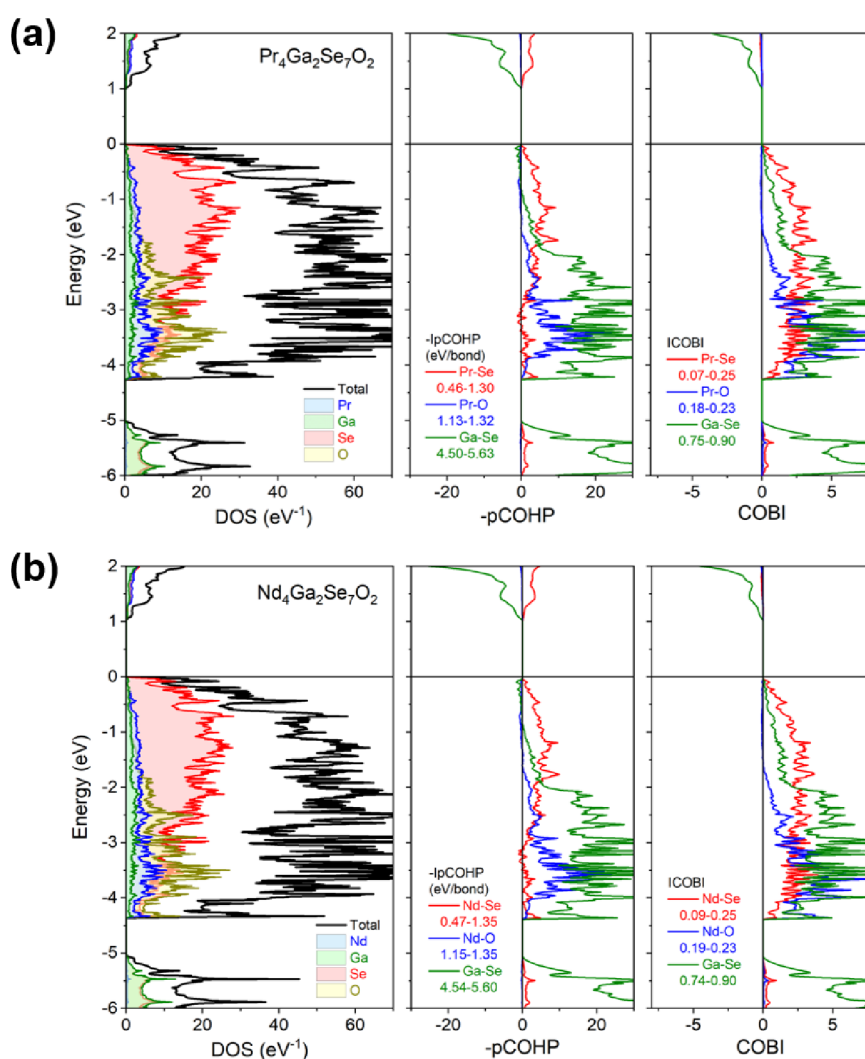 (a)
Pr4Ga2Se7O2
2
1
0
-1
-2
-3
-4
-5
-6
Energy (eV)
Total
Pr
Ga
Se
O
0 20 40 60
DOS (eV-1)
-IpCOHP
(eV/bond)
Pr-Se
0.46-1.30
Pr-O
1.13-1.32
Ga-Se
4.50-5.63
-20 0 20
-pCOHP
ICOBI
Pr-Se
0.07-0.25
Pr-O
0.18-0.23
Ga-Se
0.75-0.90
-5 0 5
COBI
(b)
Nd4Ga2Se7O2
2
1
0
-1
-2
-3
-4
-5
-6
Energy (eV)
Total
Nd
Ga
Se
O
0 20 40 60
DOS (eV-1)
-IpCOHP
(eV/bond)
Nd-Se
0.47-1.35
Nd-O
1.15-1.35
Ga-Se
4.54-5.60
-20 0 20
-pCOHP
ICOBI
Nd-Se
0.09-0.25
Nd-O
0.19-0.23
Ga-Se
0.74-0.90
-5 0 5
COBI